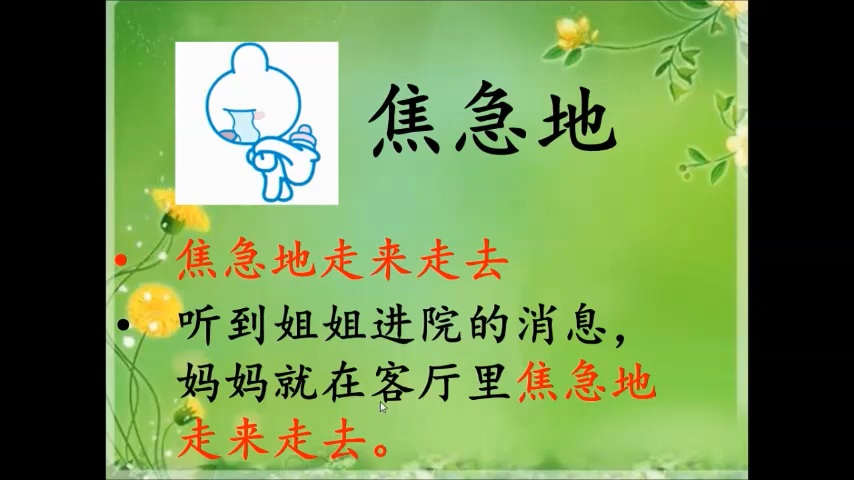 焦急地
• 焦急地走来走去
• 听到姐姐进院的消息，
妈妈就在客厅里焦急地
走来走去。